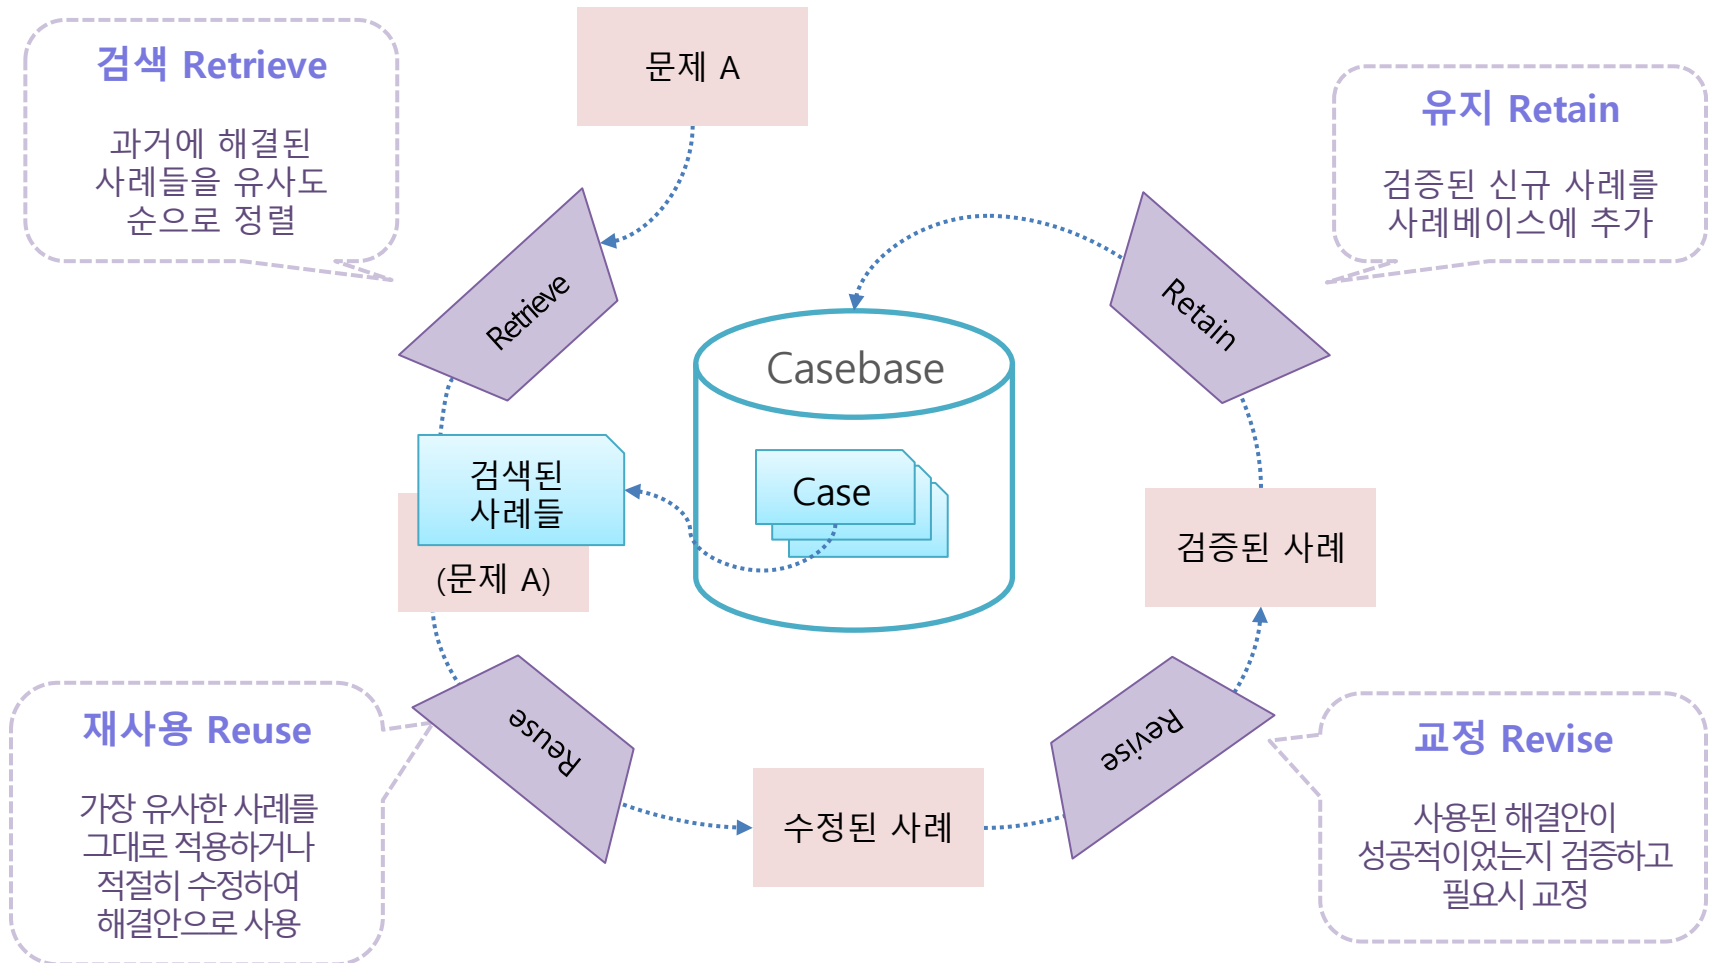 검색 Retrieve
과거에 해결된
사례들을 유사도
순으로 정렬
문제 A
유지 Retain
검증된 신규 사례를
사례베이스에 추가
Retrieve
Retain
Casebase
Case
검색된
사례들
(문제 A)
검증된 사례
Reuse
Revise
수정된 사례
재사용 Reuse
가장 유사한 사례를
그대로 적용하거나
적절히 수정하여
해결안으로 사용
교정 Revise
사용된 해결안이
성공적이었는지 검증하고
필요시 교정